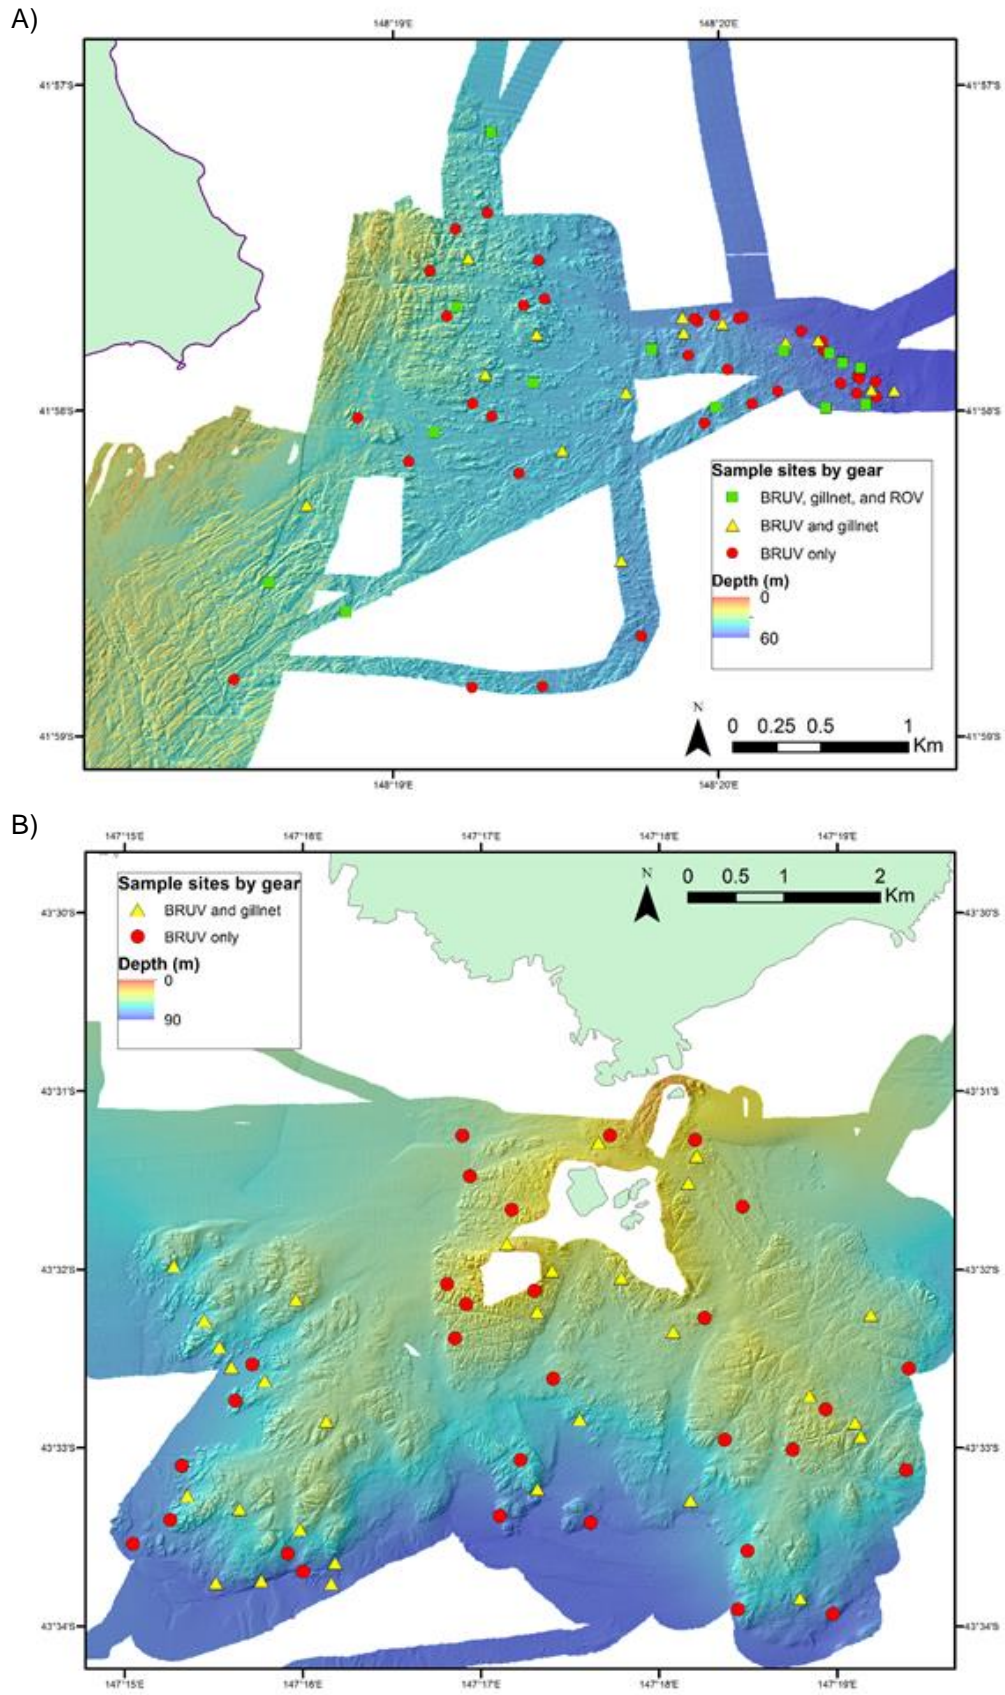 A)
148°19'E 148°20'E
41°57'S 41°57'S
41°58'S 41°58'S
Sample sites by gear
BRUV, gillnet, and ROV
BRUV and gillnet
BRUV only
Depth (m)
0
60
N
0 0.25 0.5 1
Km
41°59'S 41°59'S
148°19'E 148°20'E
B)
147°15'E 147°16'E 147°17'E 147°18'E 147°19'E
Sample sites by gear
BRUV and gillnet
BRUV only
Depth (m)
0
90
N
0 0.5 1 2
Km
43°30'S 43°30'S
43°31'S 43°31'S
43°32'S 43°32'S
43°33'S 43°33'S
43°34'S 43°34'S
147°15'E 147°16'E 147°17'E 147°18'E 147°19'E